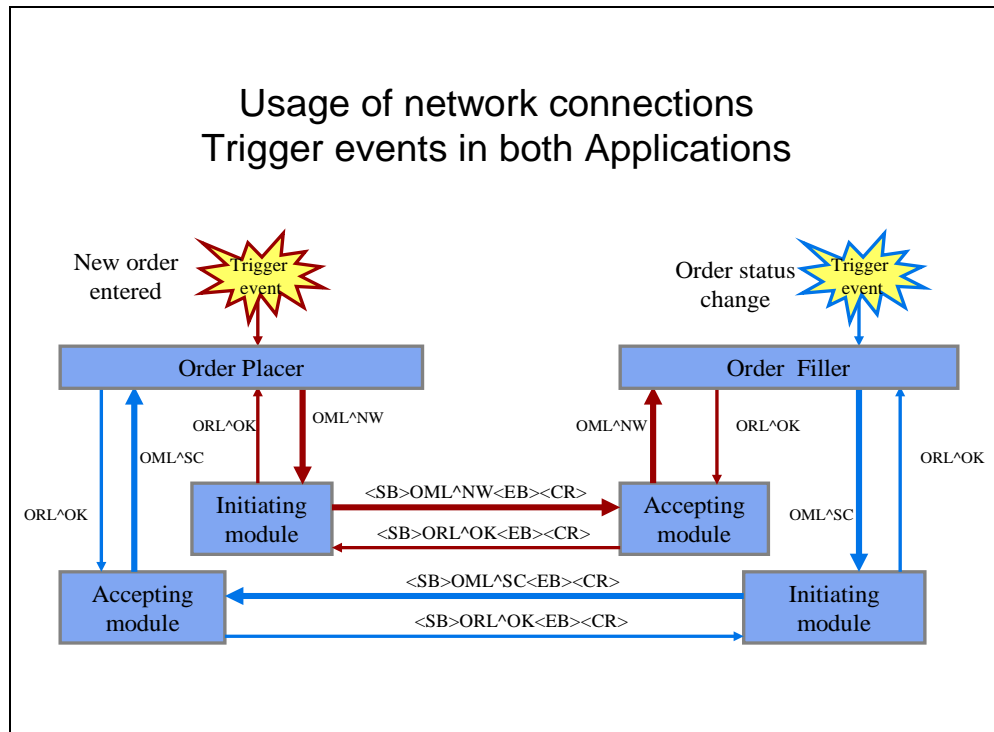 Usage of network connections
Trigger events in both Applications
New order
entered
Trigger
event
Order status
change
Trigger
event
Order Placer
Order Filler
ORL^OK
OML^NW
OML^NW
ORL^OK
OML^SC
ORL^OK
<SB>OML^NW<EB><CR>
Initiating
module
Accepting
module
ORL^OK
OML^SC
<SB>ORL^OK<EB><CR>
<SB>OML^SC<EB><CR>
Accepting
module
Initiating
module
<SB>ORL^OK<EB><CR>